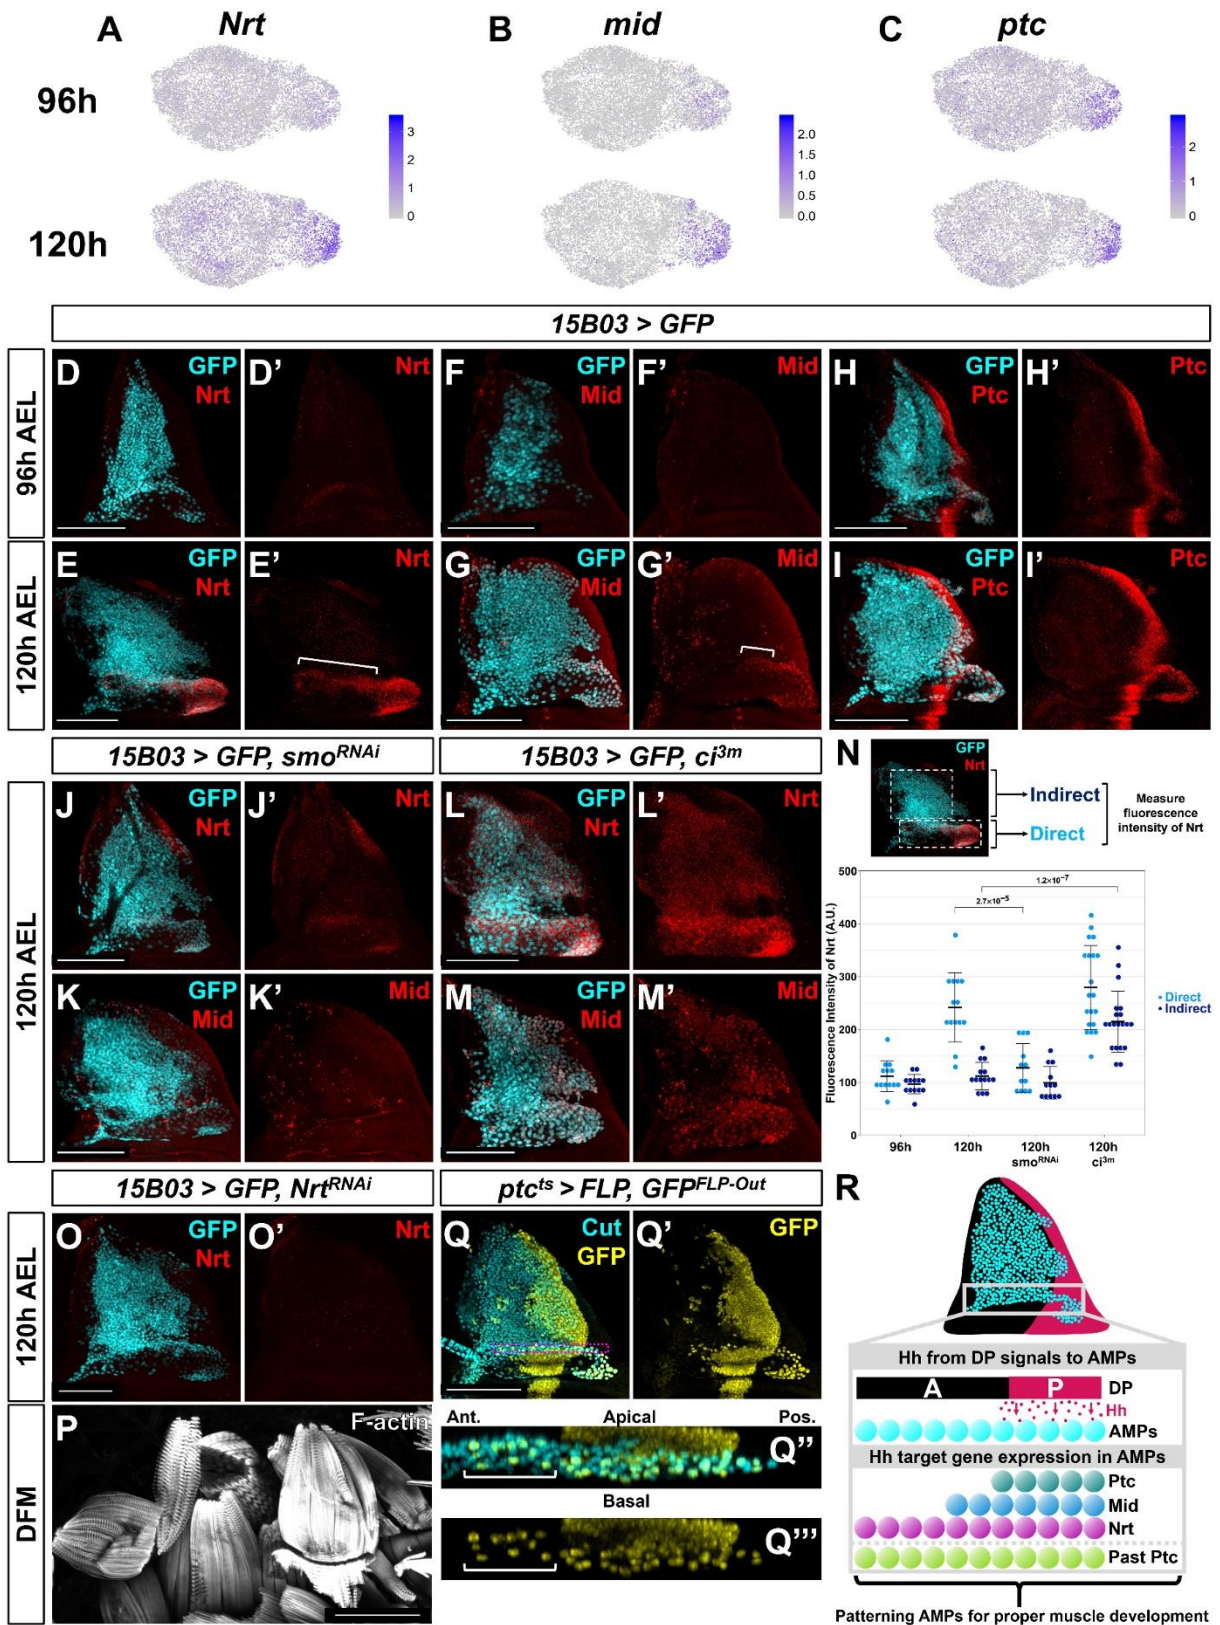 A Nrt B mid C ptc
96h
3
2
1
0
2.0
1.5
1.0
0.5
0.0
2
1
0
120h
15B03 > GFP
96h AEL
D GFP Nrt
D' Nrt
F GFP Mid
F' Mid
H GFP Ptc
H' Ptc
120h AEL
E GFP Nrt
E' Nrt
G GFP Mid
G' Mid
I GFP Ptc
I' Ptc
15B03 > GFP, smoRNAi
15B03 > GFP, ci3m
120h AEL
J GFP Nrt
J' Nrt
L GFP Nrt
L' Nrt
K GFP Mid
K' Mid
M GFP Mid
M' Mid
N
GFP
Nrt
Indirect
Direct
Measure
fluorescence
intensity of Nrt
Fluorescence Intensity of Nrt (A.U.)
500
400
300
200
100
0
1.2×10−7
2.7×10−5
Direct
Indirect
96h
120h
120h
smoRNAi
120h
ci3m
15B03 > GFP, NrtRNAi
ptcts > FLP, GFPFLP-Out
120h AEL
O GFP Nrt
O' Nrt
Q Cut GFP
Q' GFP
DFM
P F-actin
Ant. Apical Pos.
Q''
Basal
Q'''
R
Hh from DP signals to AMPs
A P DP
Hh
AMPs
Hh target gene expression in AMPs
Ptc
Mid
Nrt
Past Ptc
Patterning AMPs for proper muscle development